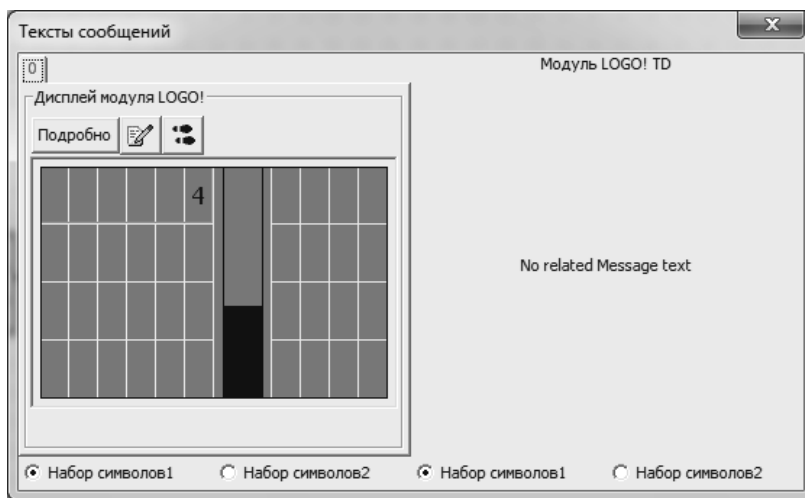 Тексты сообщений
0
Модуль LOGO! TD
Дисплей модуля LOGO!
Подробно
4
No related Message text
Набор символов1 Набор символов2 Набор символов1 Набор символов2